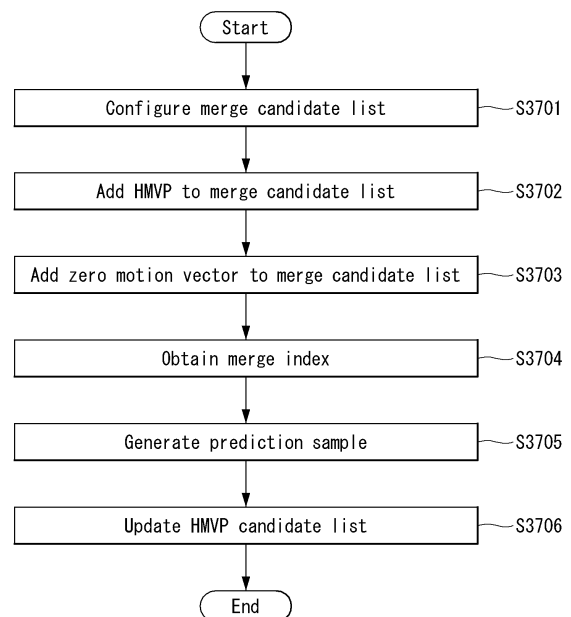 Start
Configure merge candidate list
S3701
Add HMVP to merge candidate list
S3702
Add zero motion vector to merge candidate list
S3703
Obtain merge index
S3704
Generate prediction sample
S3705
Update HMVP candidate list
S3706
End